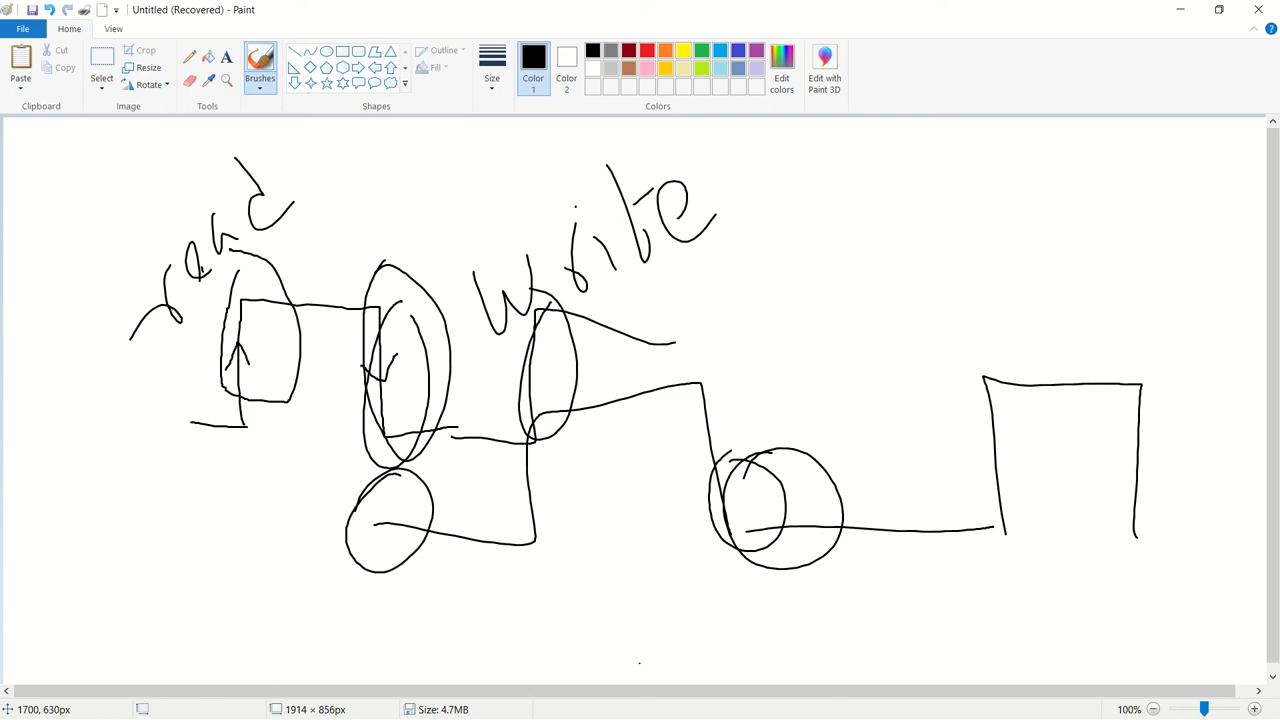 Untitled (Recovered) - Paint
File Home View
Paste Cut Copy Clipboard
Select Crop Resize Rotate Image
Tools
Brushes
Outline Fill Shapes
Size
Color 1
Color 2
Edit colors
Colors
Edit with Paint 3D
read
write
1700, 630px
1914 × 856px
Size: 4.7MB
100%